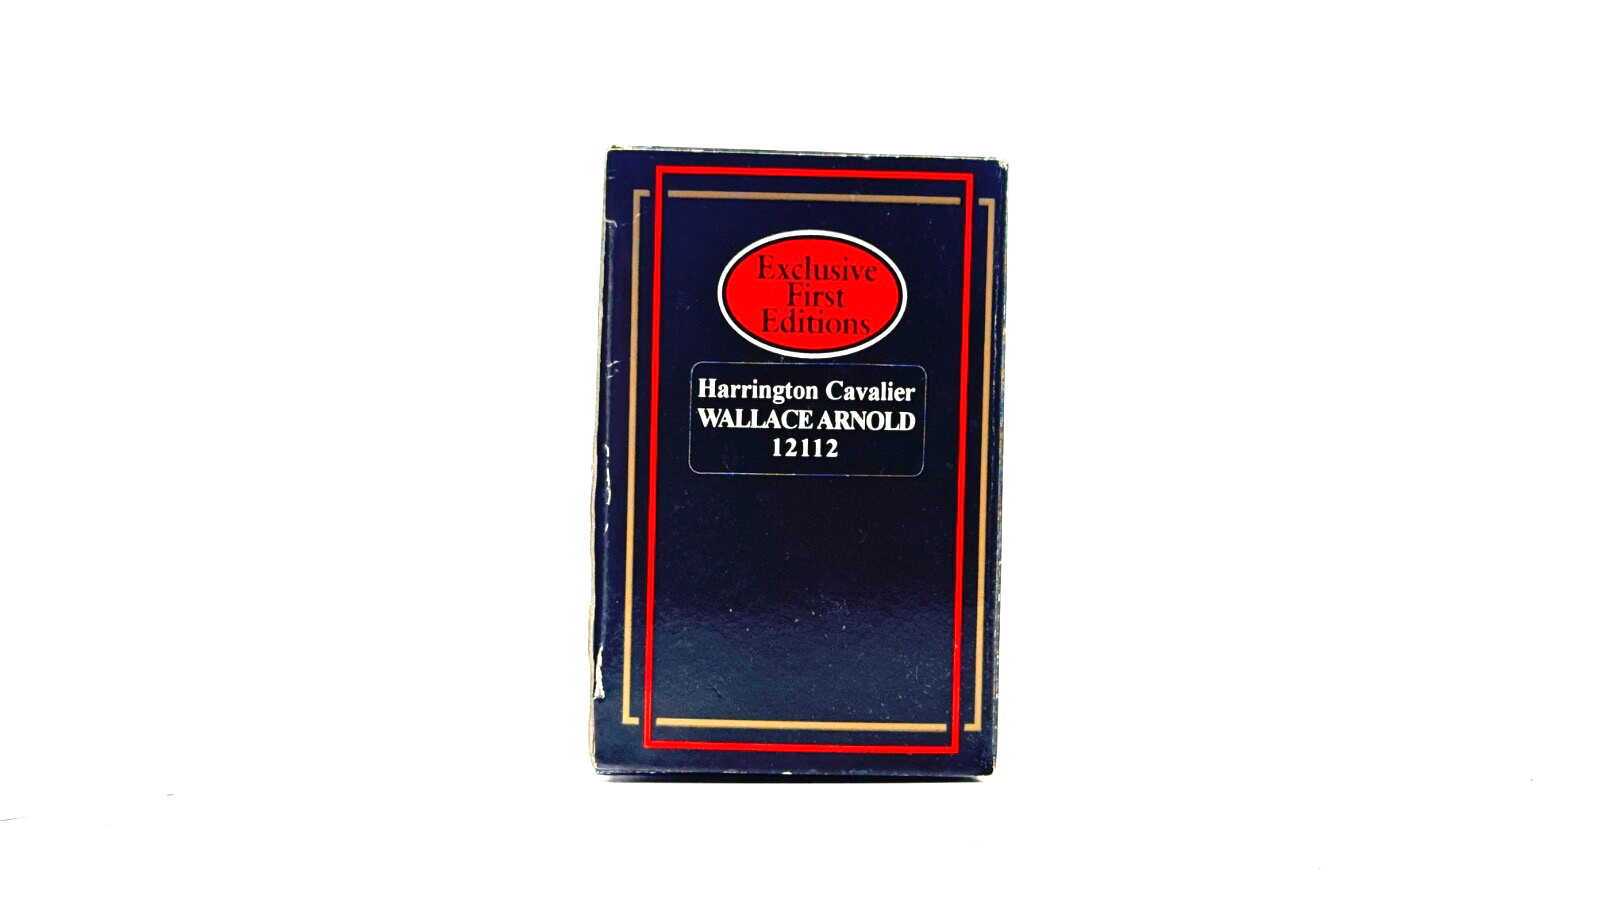 Exclusive
First
Editions
Harrington Cavalier
WALLACE ARNOLD
12112